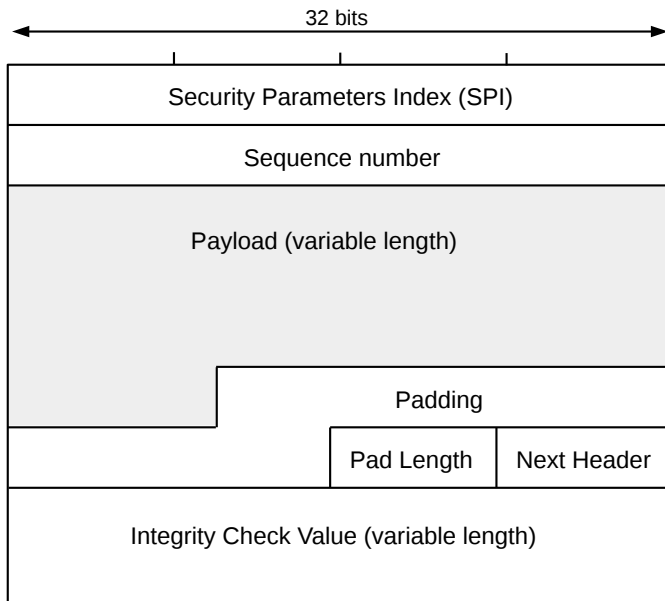 32 bits
Security Parameters Index (SPI)
Sequence number
Payload (variable length)
Padding
Pad Length
Next Header
Integrity Check Value (variable length)